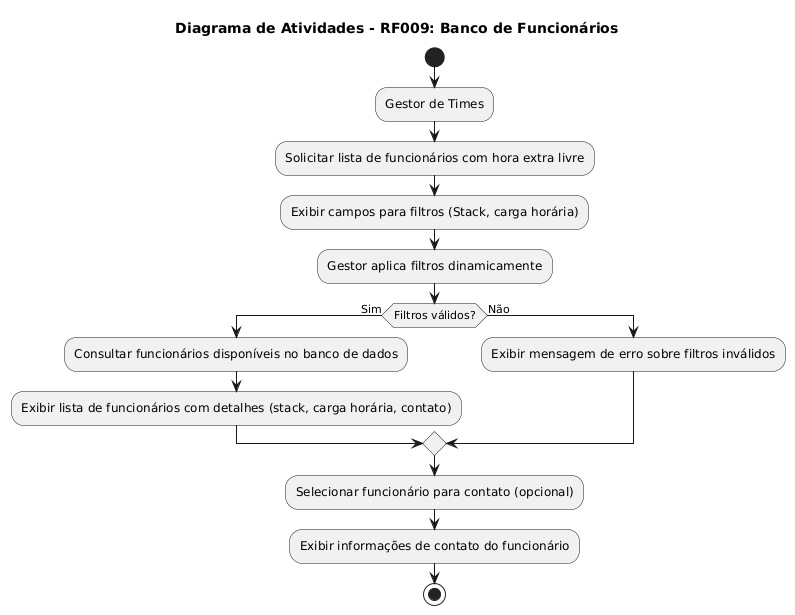 Diagrama de Atividades - RF009: Banco de Funcionários
Gestor de Times
Solicitar lista de funcionários com hora extra livre
Exibir campos para filtros (Stack, carga horária)
Gestor aplica filtros dinamicamente
Sim
Filtros válidos?
Não
Consultar funcionários disponíveis no banco de dados
Exibir mensagem de erro sobre filtros inválidos
Exibir lista de funcionários com detalhes (stack, carga horária, contato)
Selecionar funcionário para contato (opcional)
Exibir informações de contato do funcionário